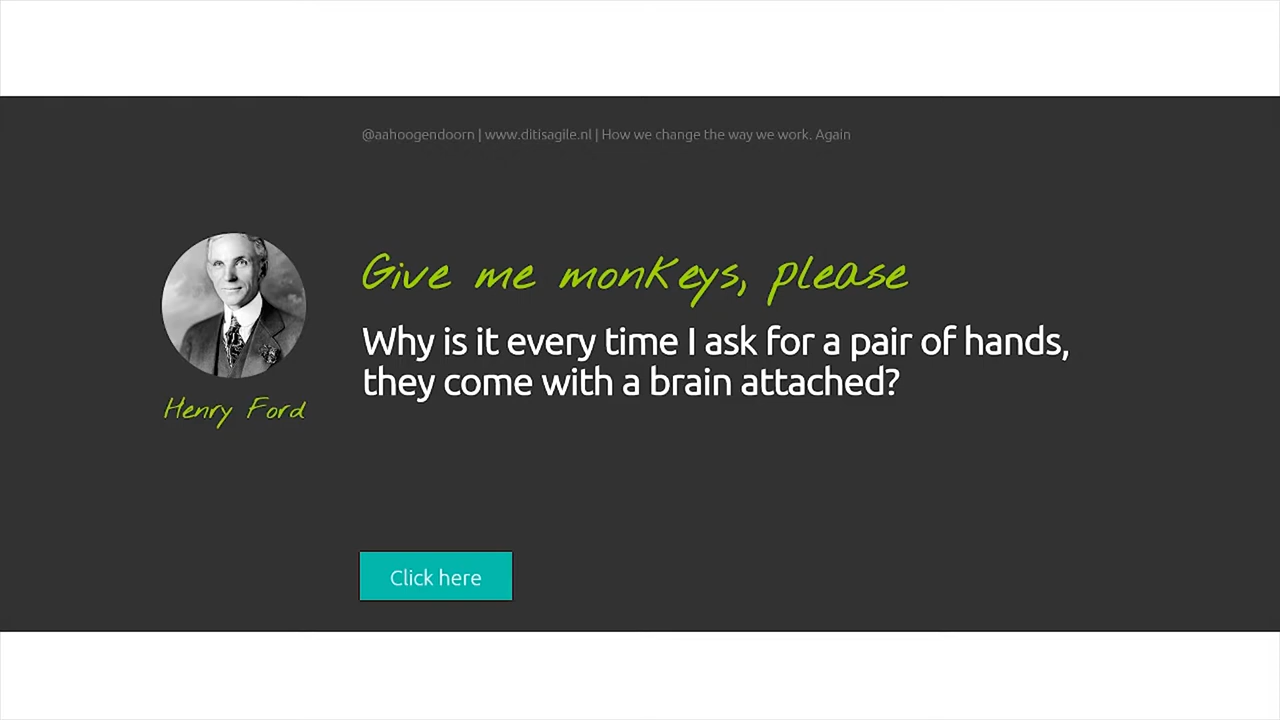 @aahoogendoorn | www.ditisagile.nl | How we change the way we work. Again
Give me monkeys, please
Why is it every time I ask for a pair of hands,
they come with a brain attached?
Henry Ford
Click here